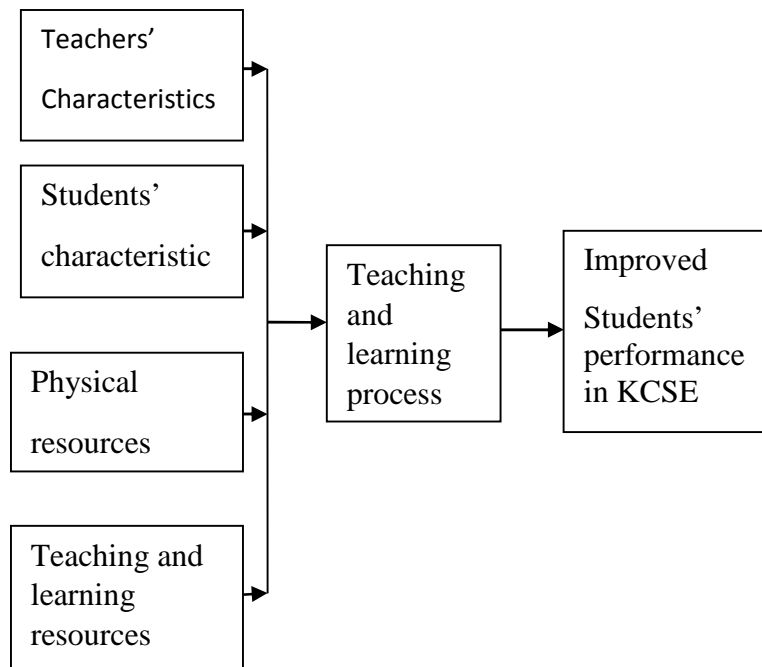 Teachers’
Characteristics
Students’
characteristic
Physical
resources
Teaching and
learning
resources
Teaching
and
learning
process
Improved
Students’
performance
in KCSE